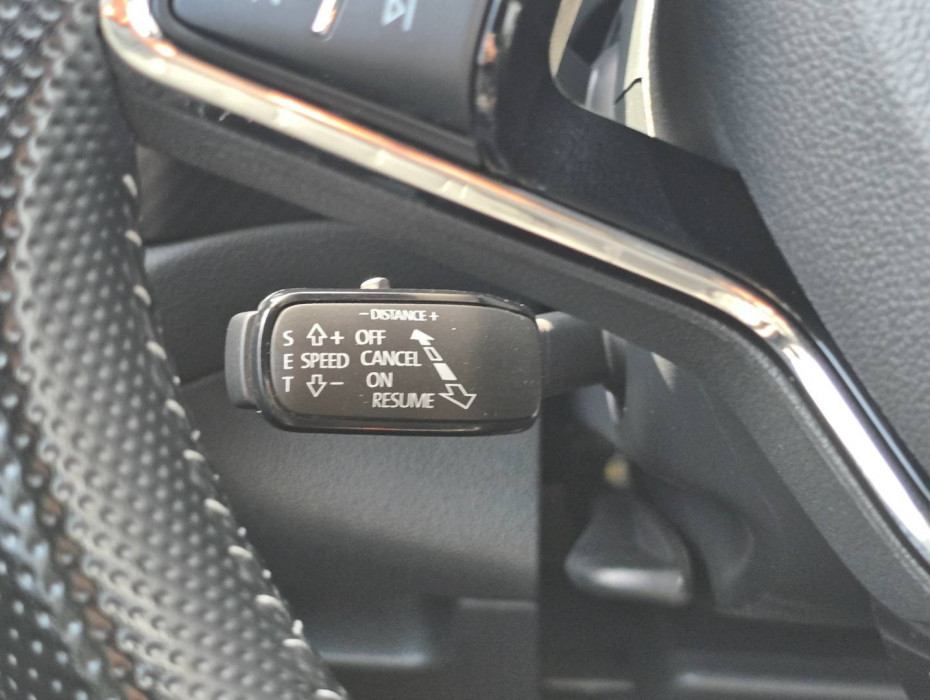 - DISTANCE +
S + OFF
E SPEED CANCEL
T - ON
RESUME